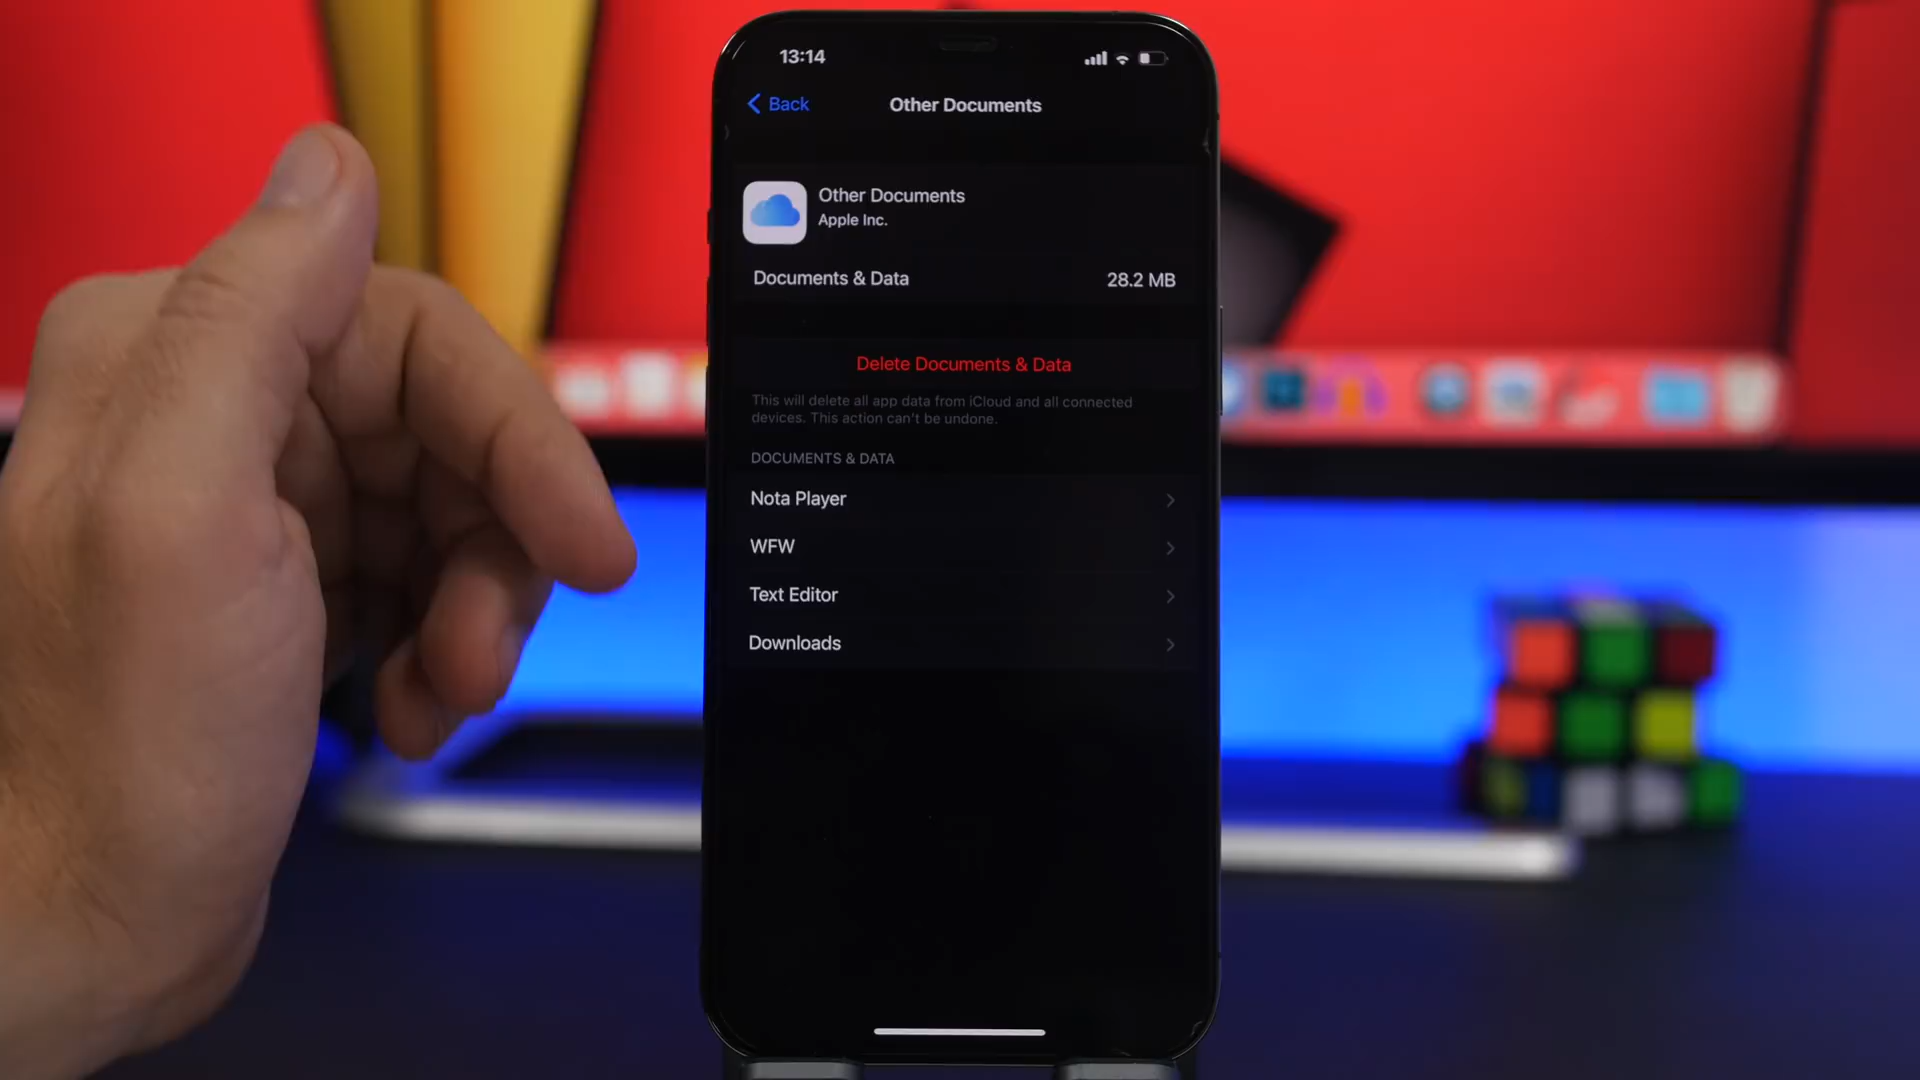 13:14
Back
Other Documents
Other Documents
Apple Inc.
Documents & Data
28.2 MB
Delete Documents & Data
This will delete all app data from iCloud and all connected
devices. This action can't be undone.
DOCUMENTS & DATA
Nota Player
WFW
Text Editor
Downloads